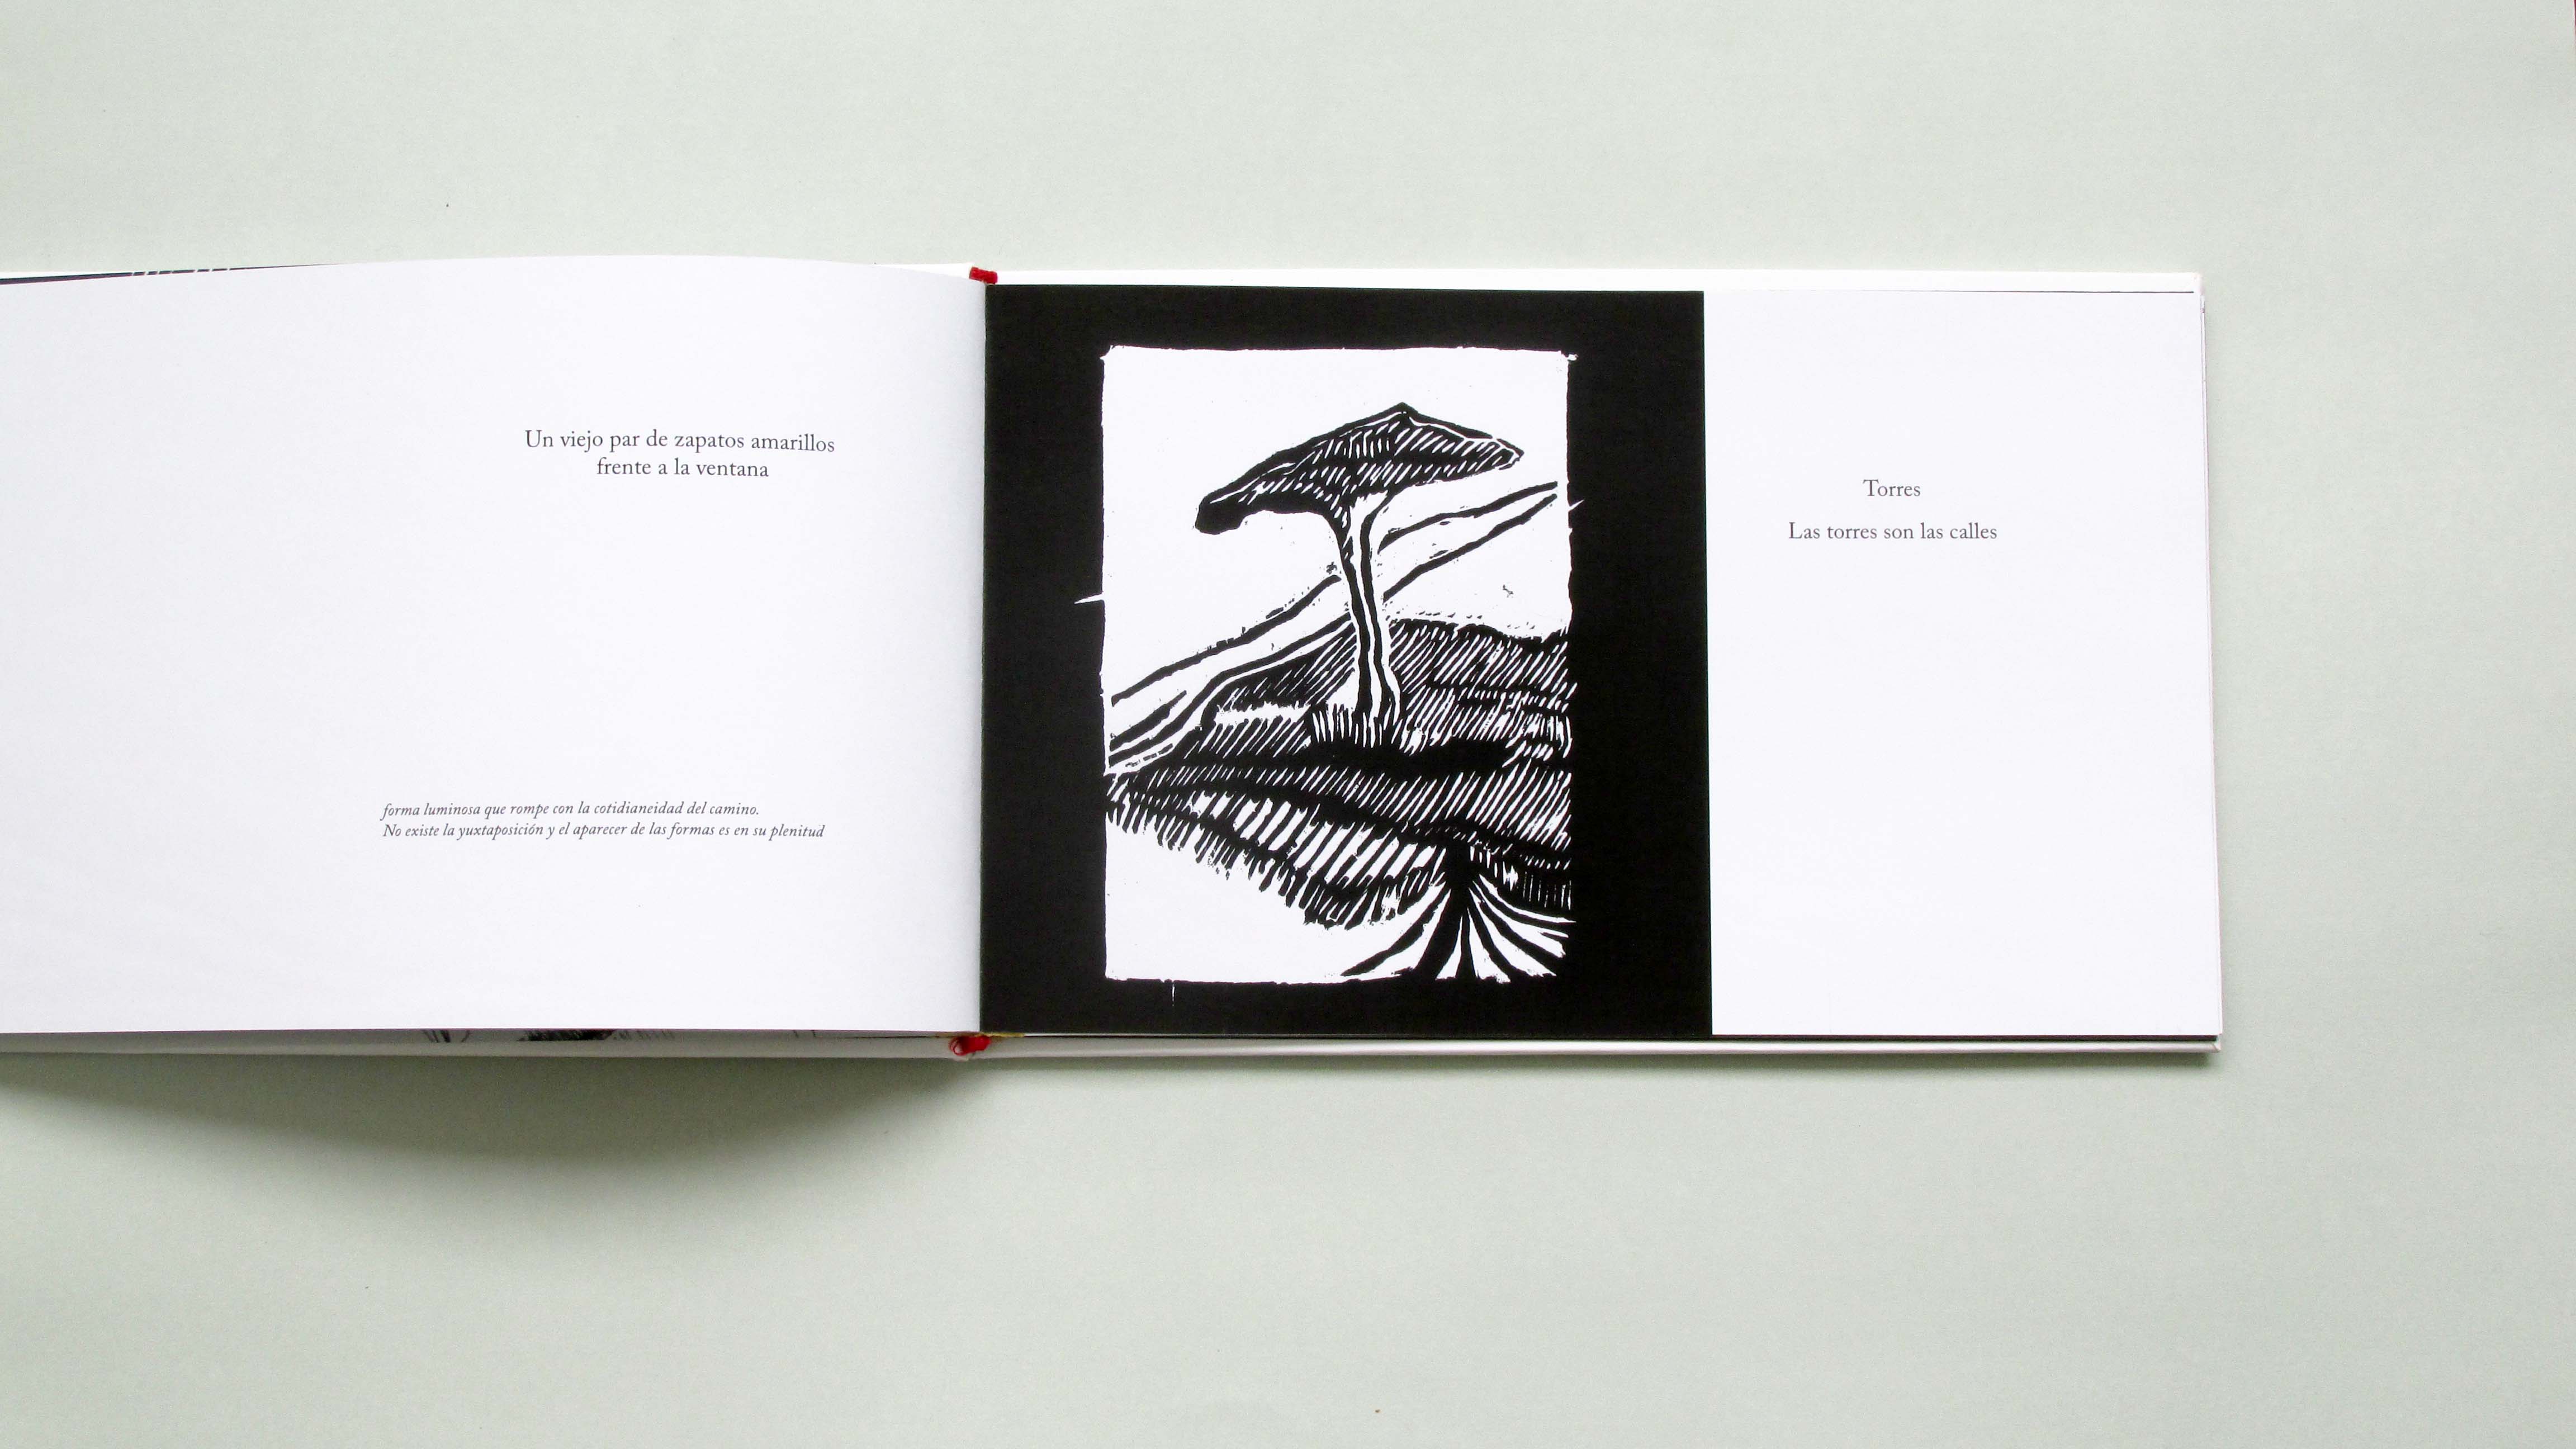 Un viejo par de zapatos amarillos
frente a la ventana
forma luminosa que rompe con la cotidianeidad del camino.
No existe la yuxtaposición y el aparecer de las formas es en su plenitud
Torres
Las torres son las calles